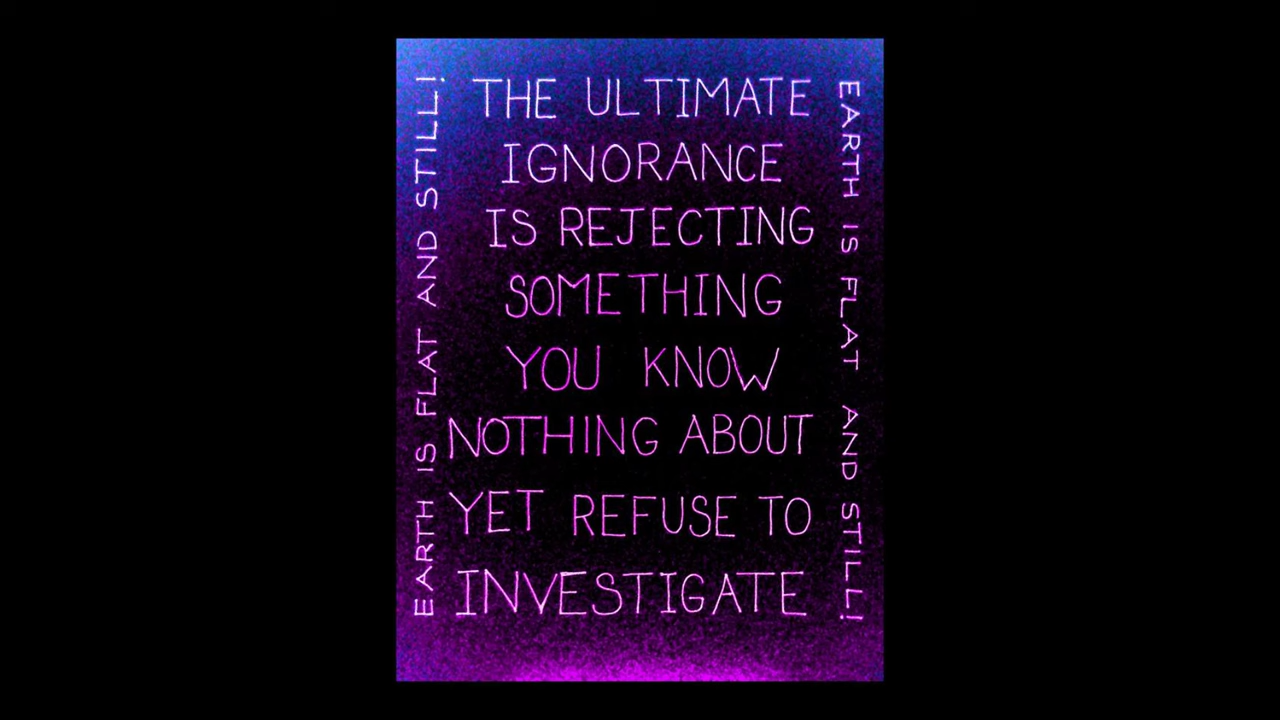 EARTH IS FLAT AND STILL!
THE ULTIMATE
IGNORANCE
IS REJECTING
SOMETHING
YOU KNOW
NOTHING ABOUT
YET REFUSE TO
INVESTIGATE
EARTH IS FLAT AND STILL!